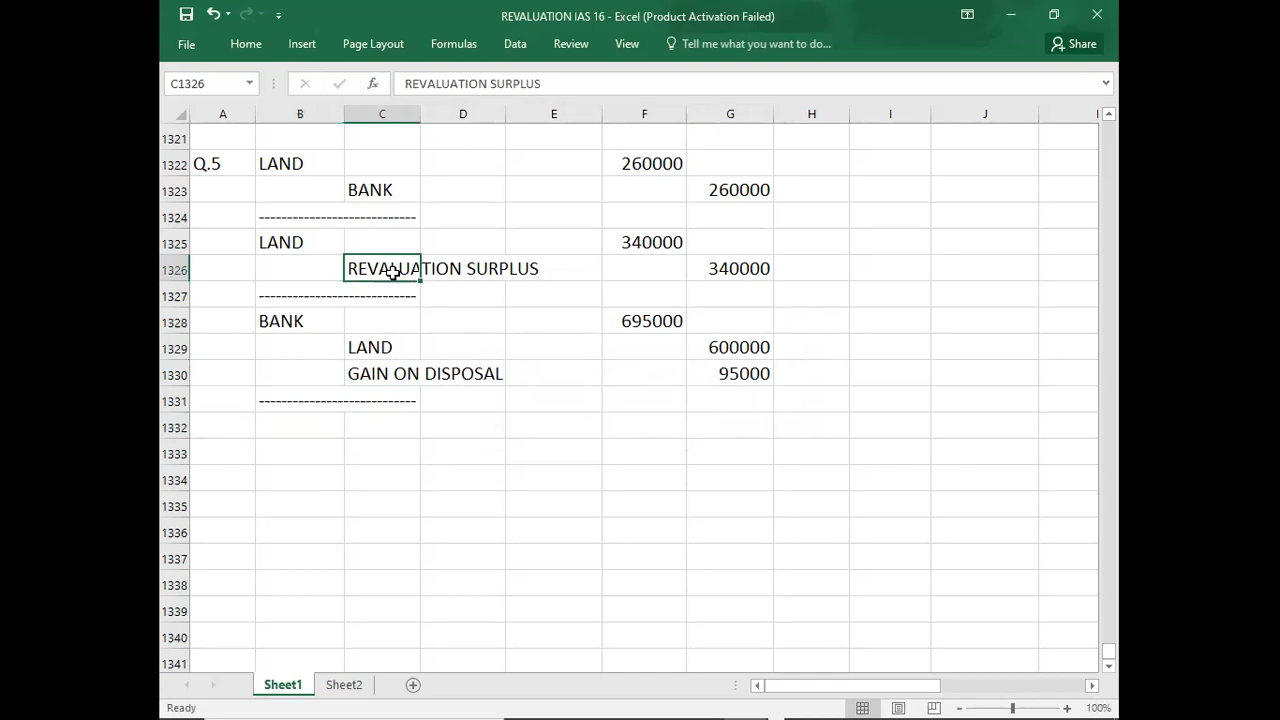 REVALUATION IAS 16 - Excel (Product Activation Failed)
File Home Insert Page Layout Formulas Data Review View Tell me what you want to do... Share
C1326 fx REVALUATION SURPLUS
A B C D E F G H I J
1321
1322 Q.5 LAND 260000
1323 BANK 260000
1324 ----------------------------
1325 LAND 340000
1326 REVALUATION SURPLUS 340000
1327 ----------------------------
1328 BANK 695000
1329 LAND 600000
1330 GAIN ON DISPOSAL 95000
1331 ----------------------------
1332
1333
1334
1335
1336
1337
1338
1339
1340
1341
Sheet1 Sheet2
Ready 100%